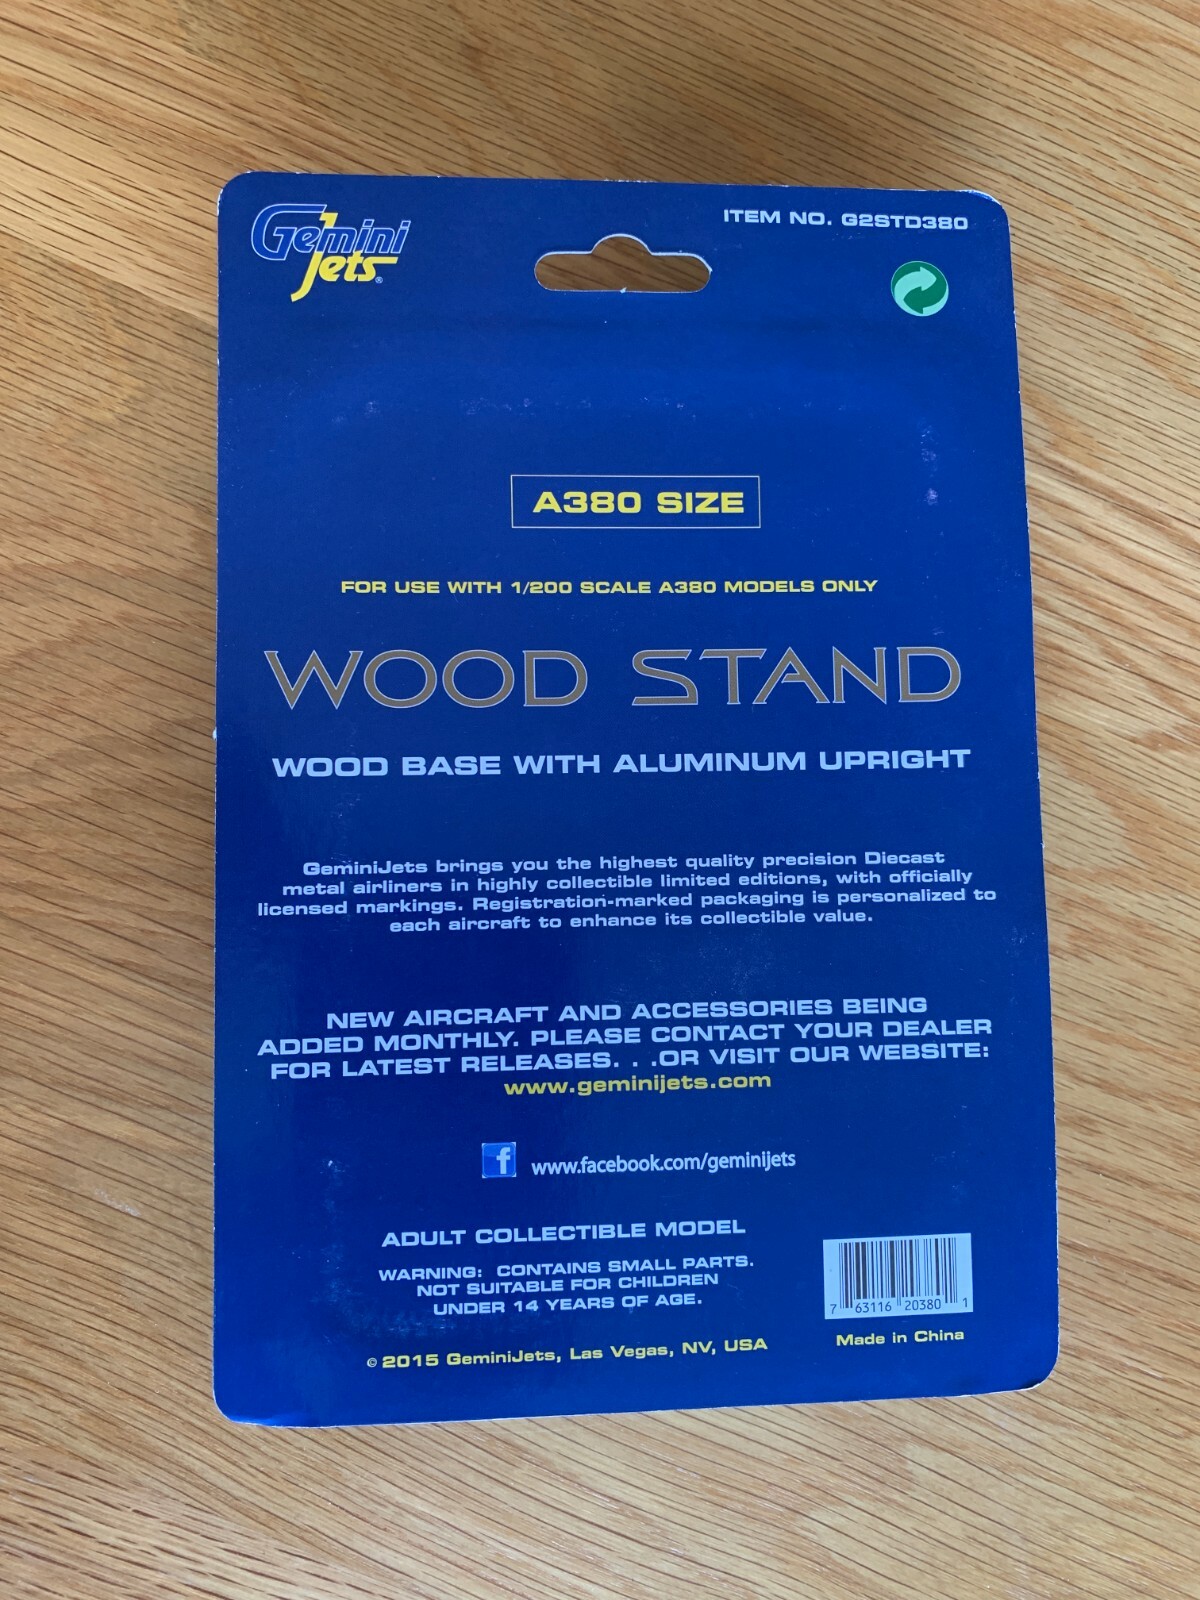 Gemini
Jets®
ITEM NO. G2STD380
A380 SIZE
FOR USE WITH 1/200 SCALE A380 MODELS ONLY
WOOD STAND
WOOD BASE WITH ALUMINUM UPRIGHT
GeminiJets brings you the highest quality precision Diecast
metal airliners in highly collectible limited editions, with officially
licensed markings. Registration-marked packaging is personalized to
each aircraft to enhance its collectible value.
NEW AIRCRAFT AND ACCESSORIES BEING
ADDED MONTHLY. PLEASE CONTACT YOUR DEALER
FOR LATEST RELEASES. . .OR VISIT OUR WEBSITE:
www.geminijets.com
f www.facebook.com/geminijets
ADULT COLLECTIBLE MODEL
WARNING: CONTAINS SMALL PARTS.
NOT SUITABLE FOR CHILDREN
UNDER 14 YEARS OF AGE.
© 2015 GeminiJets, Las Vegas, NV, USA
7 63116 20380 1
Made in China